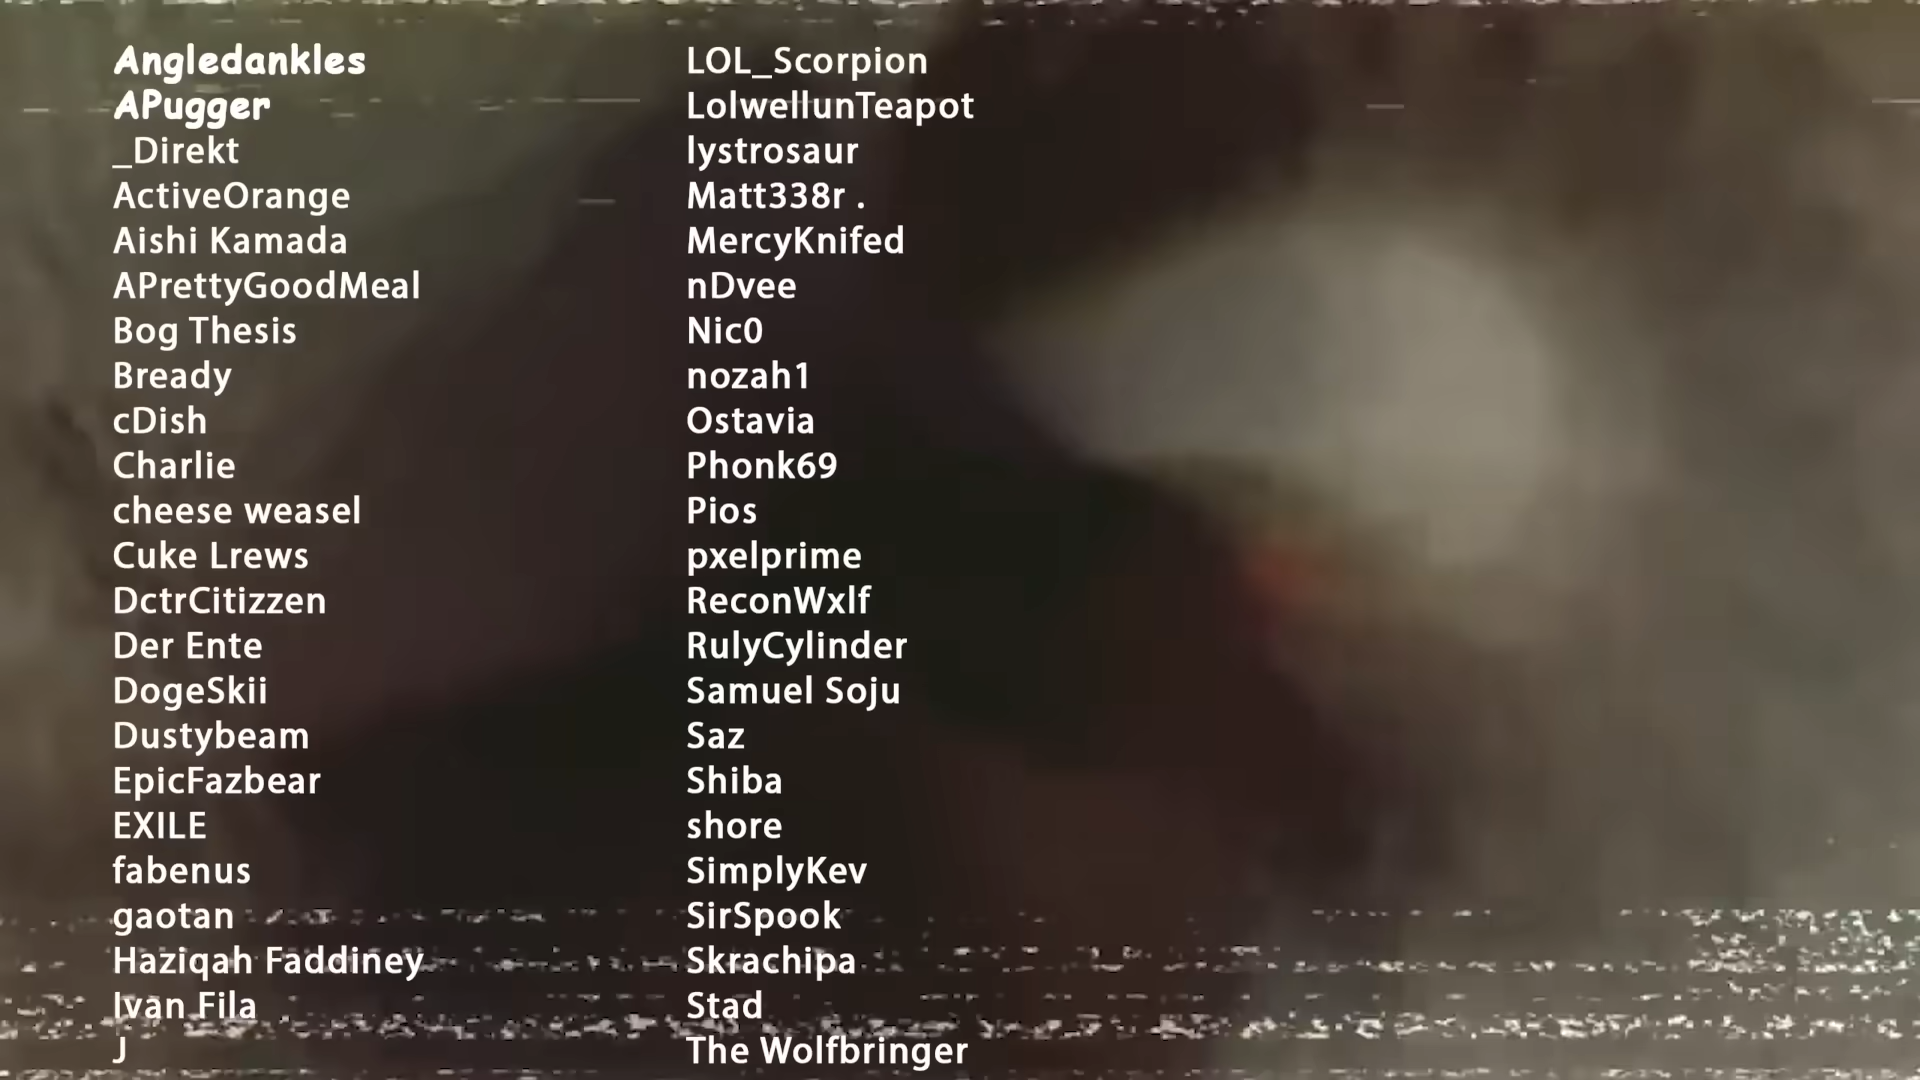 Angledankles
APugger
_Direkt
ActiveOrange
Aishi Kamada
APrettyGoodMeal
Bog Thesis
Bready
cDish
Charlie
cheese weasel
Cuke Lrews
DctrCitizzen
Der Ente
DogeSkii
Dustybeam
EpicFazbear
EXILE
fabenus
gaotan
Haziqah Faddiney
Ivan Fila
J
LOL_Scorpion
LolwellunTeapot
lystrosaur
Matt338r .
MercyKnifed
nDvee
Nic0
nozah1
Ostavia
Phonk69
Pios
pxelprime
ReconWxlf
RulyCylinder
Samuel Soju
Saz
Shiba
shore
SimplyKev
SirSpook
Skrachipa
Stad
The Wolfbringer